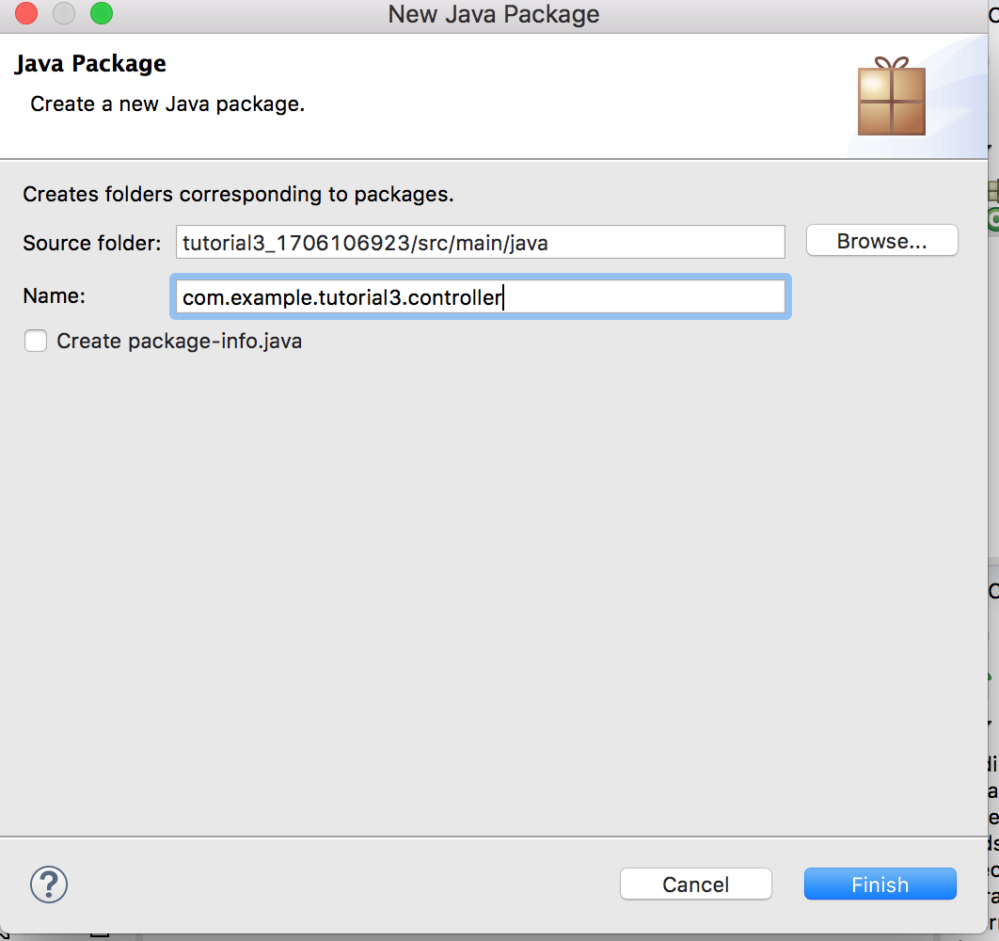 New Java Package
Java Package
Create a new Java package.
Creates folders corresponding to packages.
Source folder: tutorial3_1706106923/src/main/java Browse...
Name: com.example.tutorial3.controller
Create package-info.java
? Cancel Finish